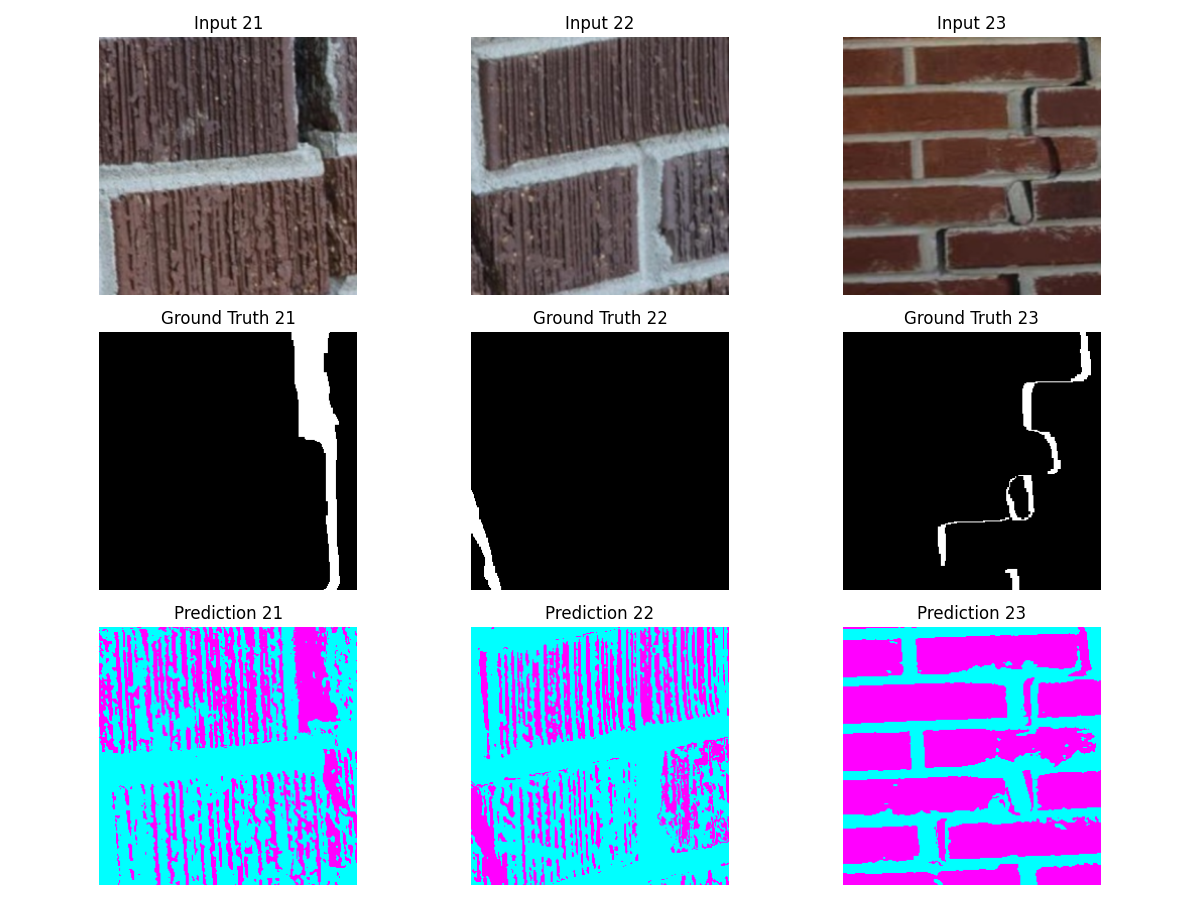 Input 21
Input 22
Input 23
Ground Truth 21
Ground Truth 22
Ground Truth 23
Prediction 21
Prediction 22
Prediction 23